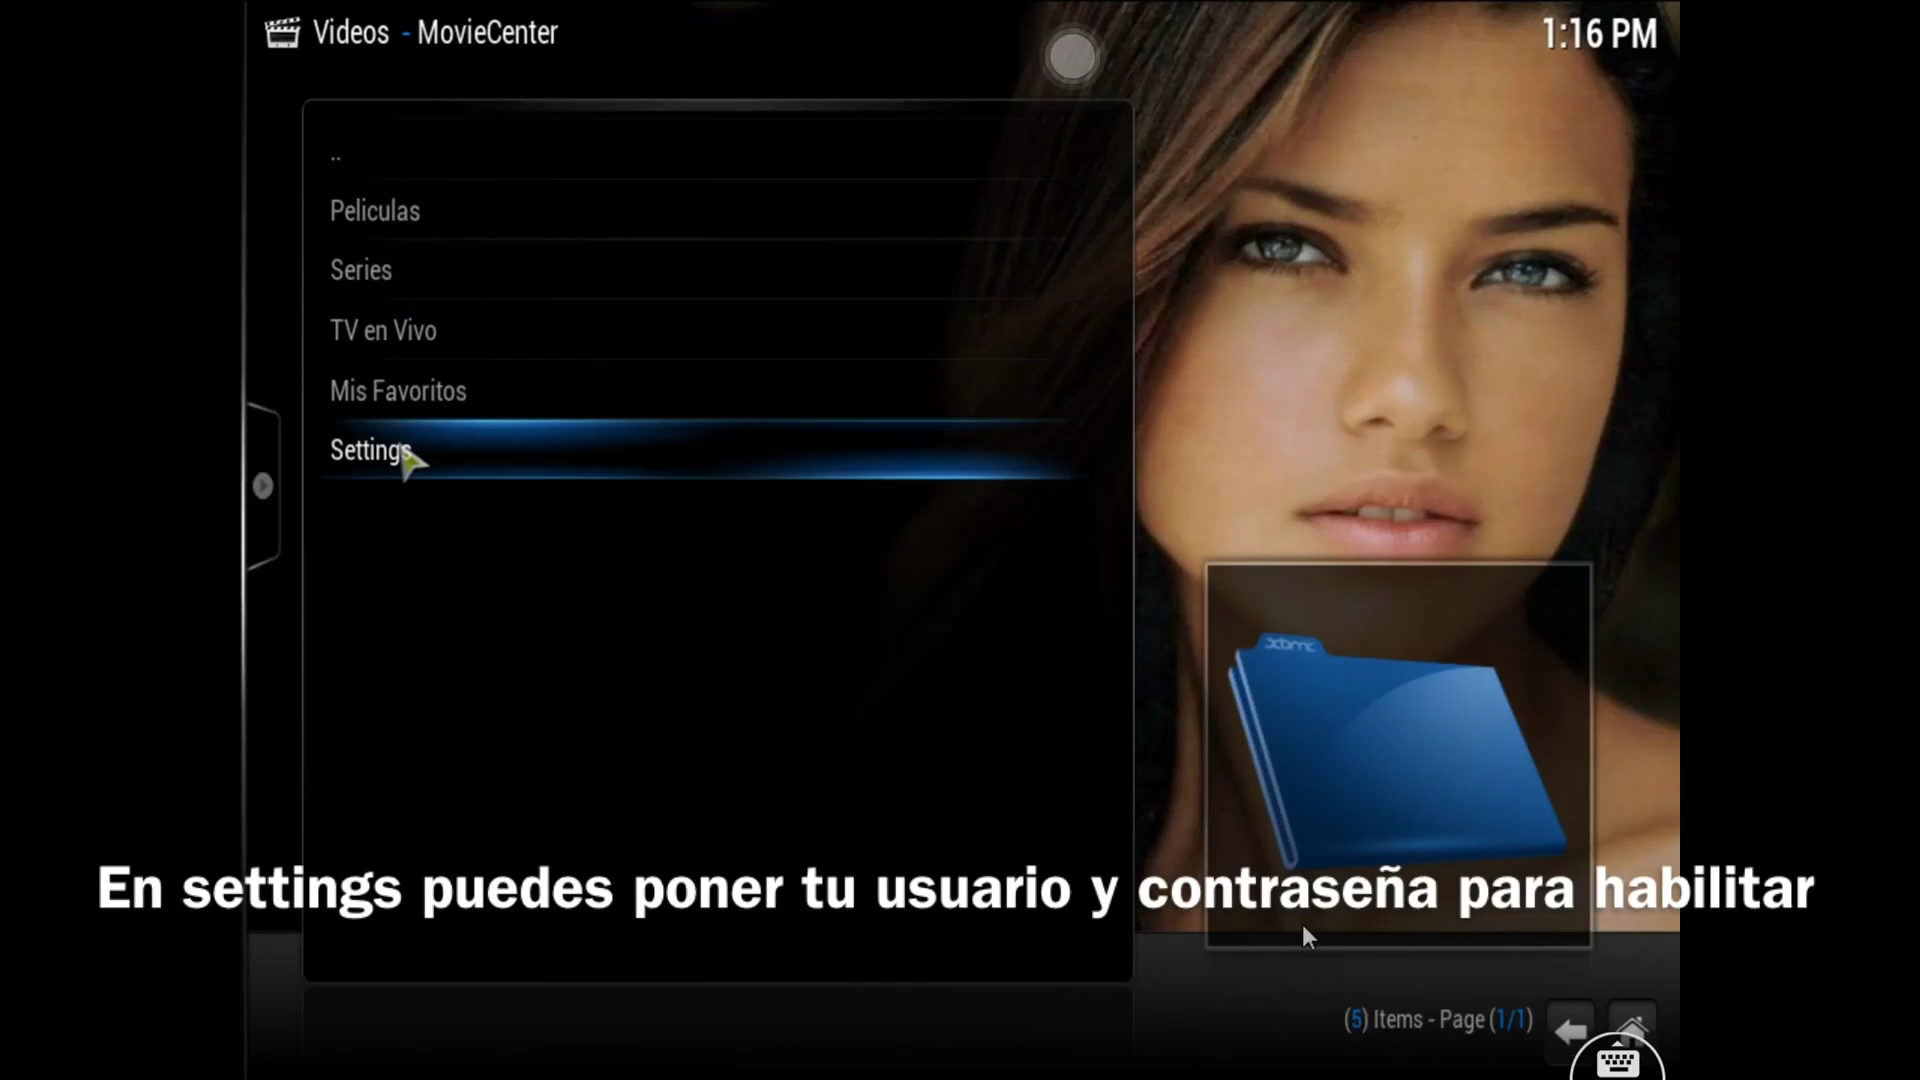 Videos - MovieCenter
1:16 PM
..
Peliculas
Series
TV en Vivo
Mis Favoritos
Settings
xbmc
En settings puedes poner tu usuario y contraseña para habilitar
(5) Items - Page (1/1)